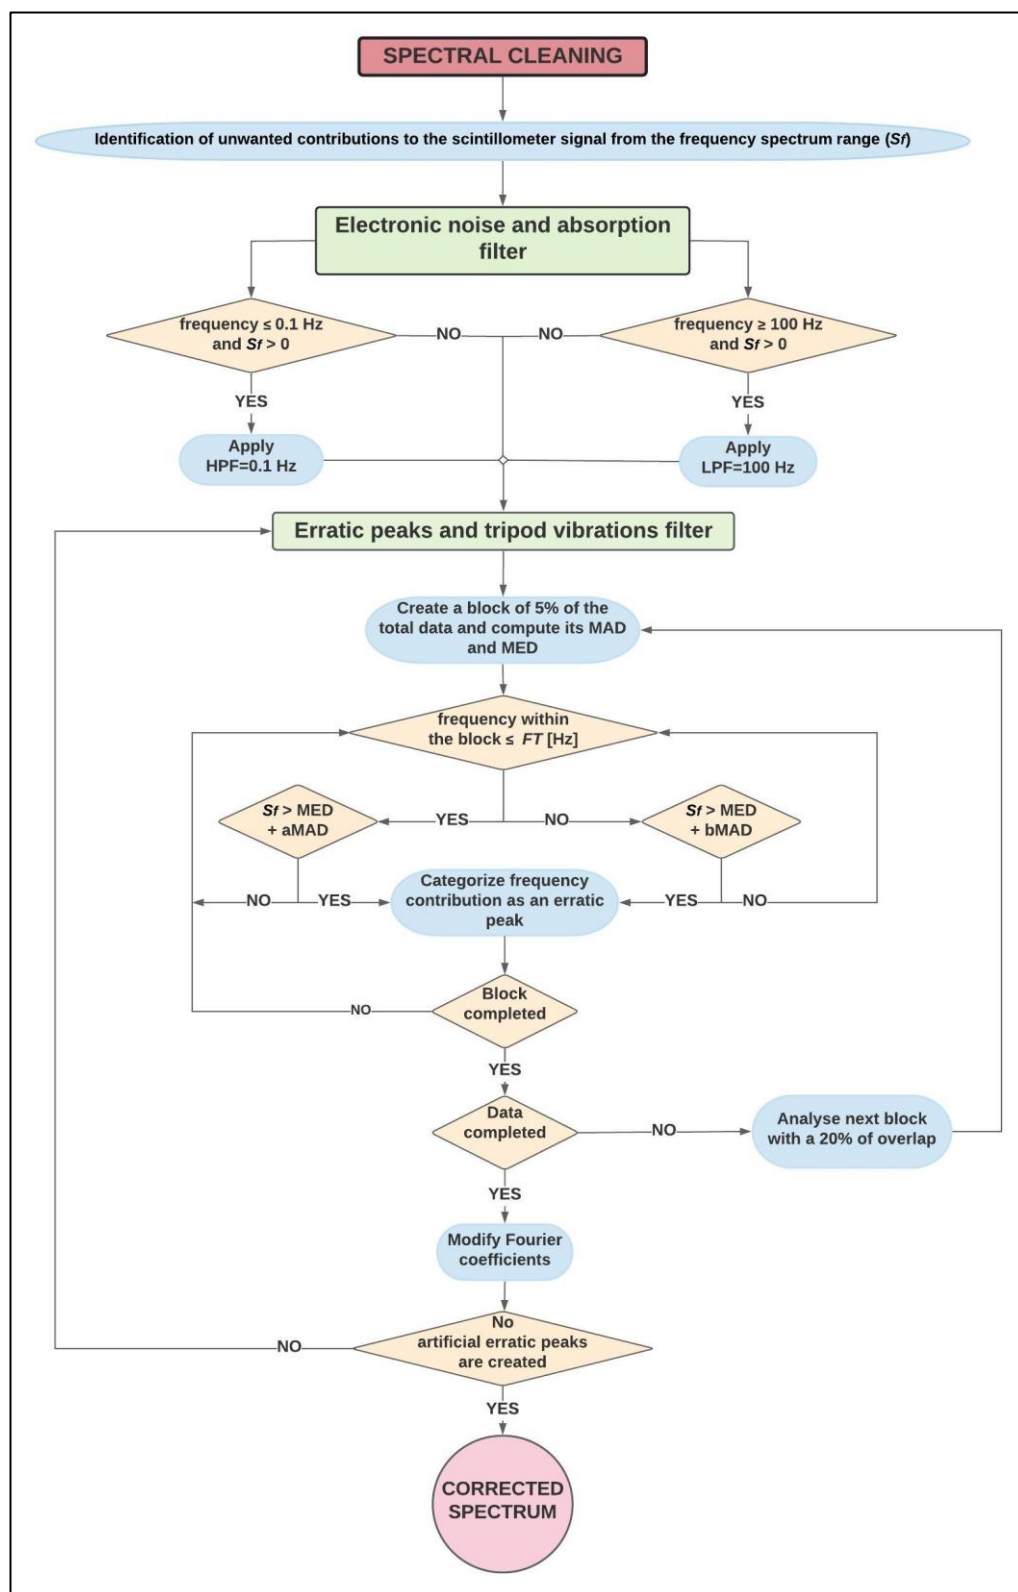 SPECTRAL CLEANING
Identification of unwanted contributions to the scintillometer signal from the frequency spectrum range (Sf)
Electronic noise and absorption
filter
frequency ≤ 0.1 Hz
and Sf > 0
NO
NO
frequency ≥ 100 Hz
and Sf > 0
YES
YES
Apply
HPF=0.1 Hz
Apply
LPF=100 Hz
Erratic peaks and tripod vibrations filter
Create a block of 5% of the
total data and compute its MAD
and MED
frequency within
the block ≤ FT [Hz]
Sf > MED
+ aMAD
YES
NO
Sf > MED
+ bMAD
NO
YES
Categorize frequency
contribution as an erratic
peak
YES
NO
Block
completed
NO
YES
Data
completed
NO
Analyse next block
with a 20% of overlap
YES
Modify Fourier
coefficients
No
artificial erratic peaks
are created
NO
YES
CORRECTED
SPECTRUM